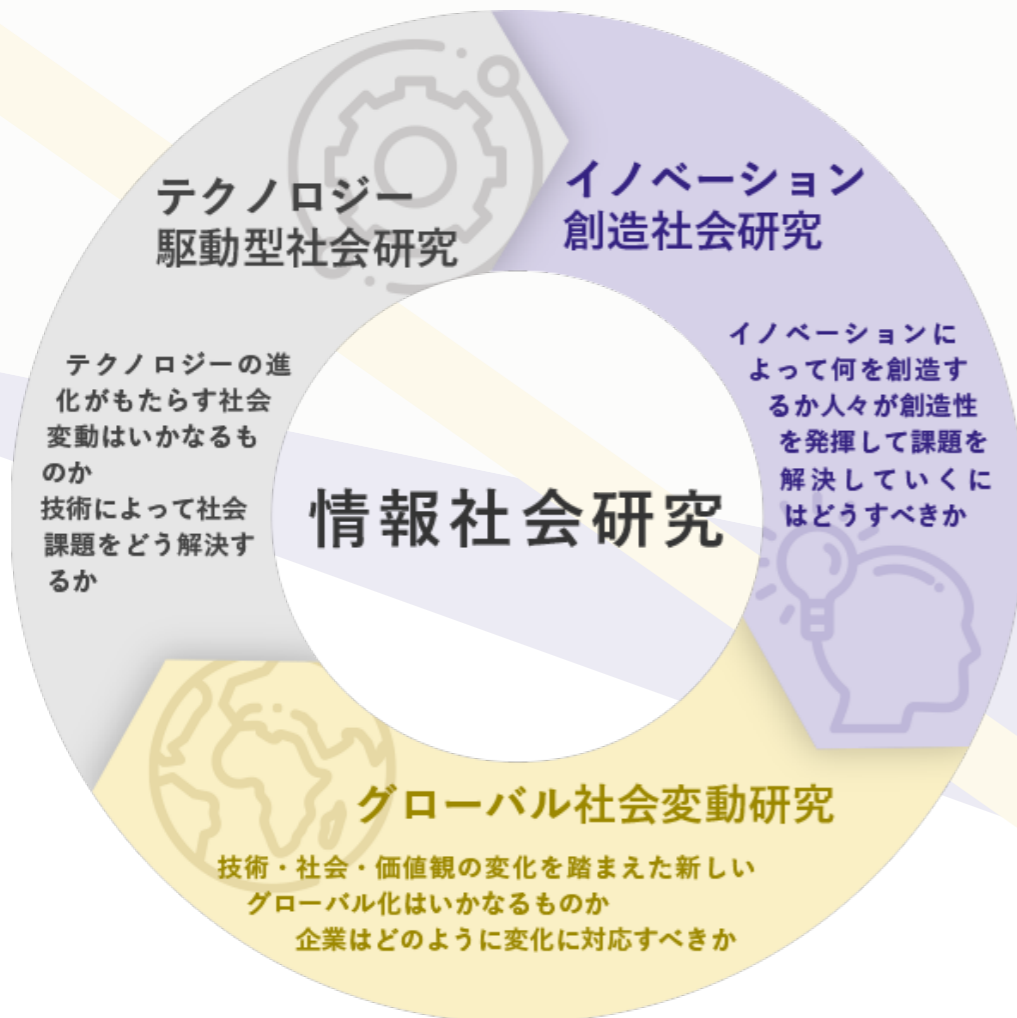 テクノロジー
駆動型社会研究
テクノロジーの進
化がもたらす社会
変動はいかなるも
のか
技術によって社会
課題をどう解決す
るか
イノベーション
創造社会研究
イノベーションに
よって何を創造す
るか人々が創造性
を発揮して課題を
解決していくに
はどうすべきか
情報社会研究
グローバル社会変動研究
技術・社会・価値観の変化を踏まえた新しい
グローバル化はいかなるものか
企業はどのように変化に対応すべきか